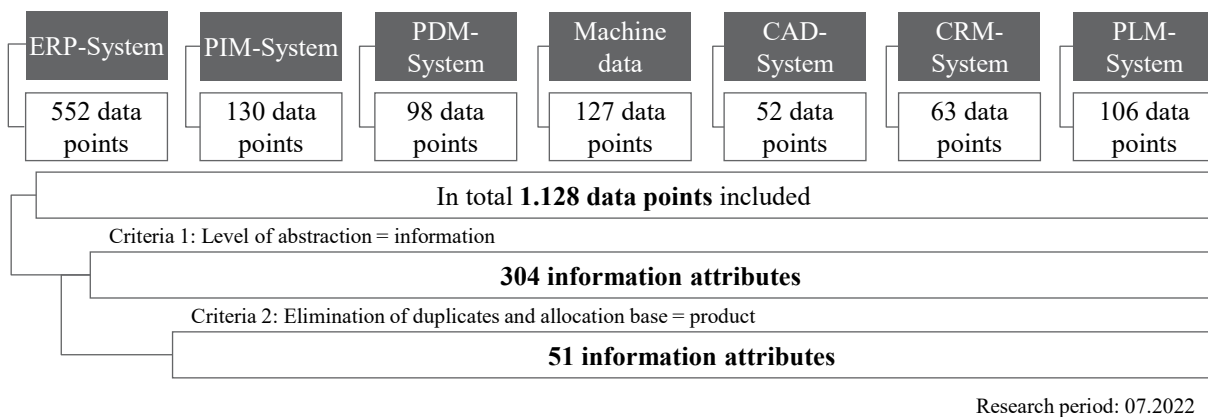 ERP-System
PIM-System
PDM-
System
Machine
data
CAD-
System
CRM-
System
PLM-
System
552 data
points
130 data
points
98 data
points
127 data
points
52 data
points
63 data
points
106 data
points
In total 1.128 data points included
Criteria 1: Level of abstraction = information
304 information attributes
Criteria 2: Elimination of duplicates and allocation base = product
51 information attributes
Research period: 07.2022